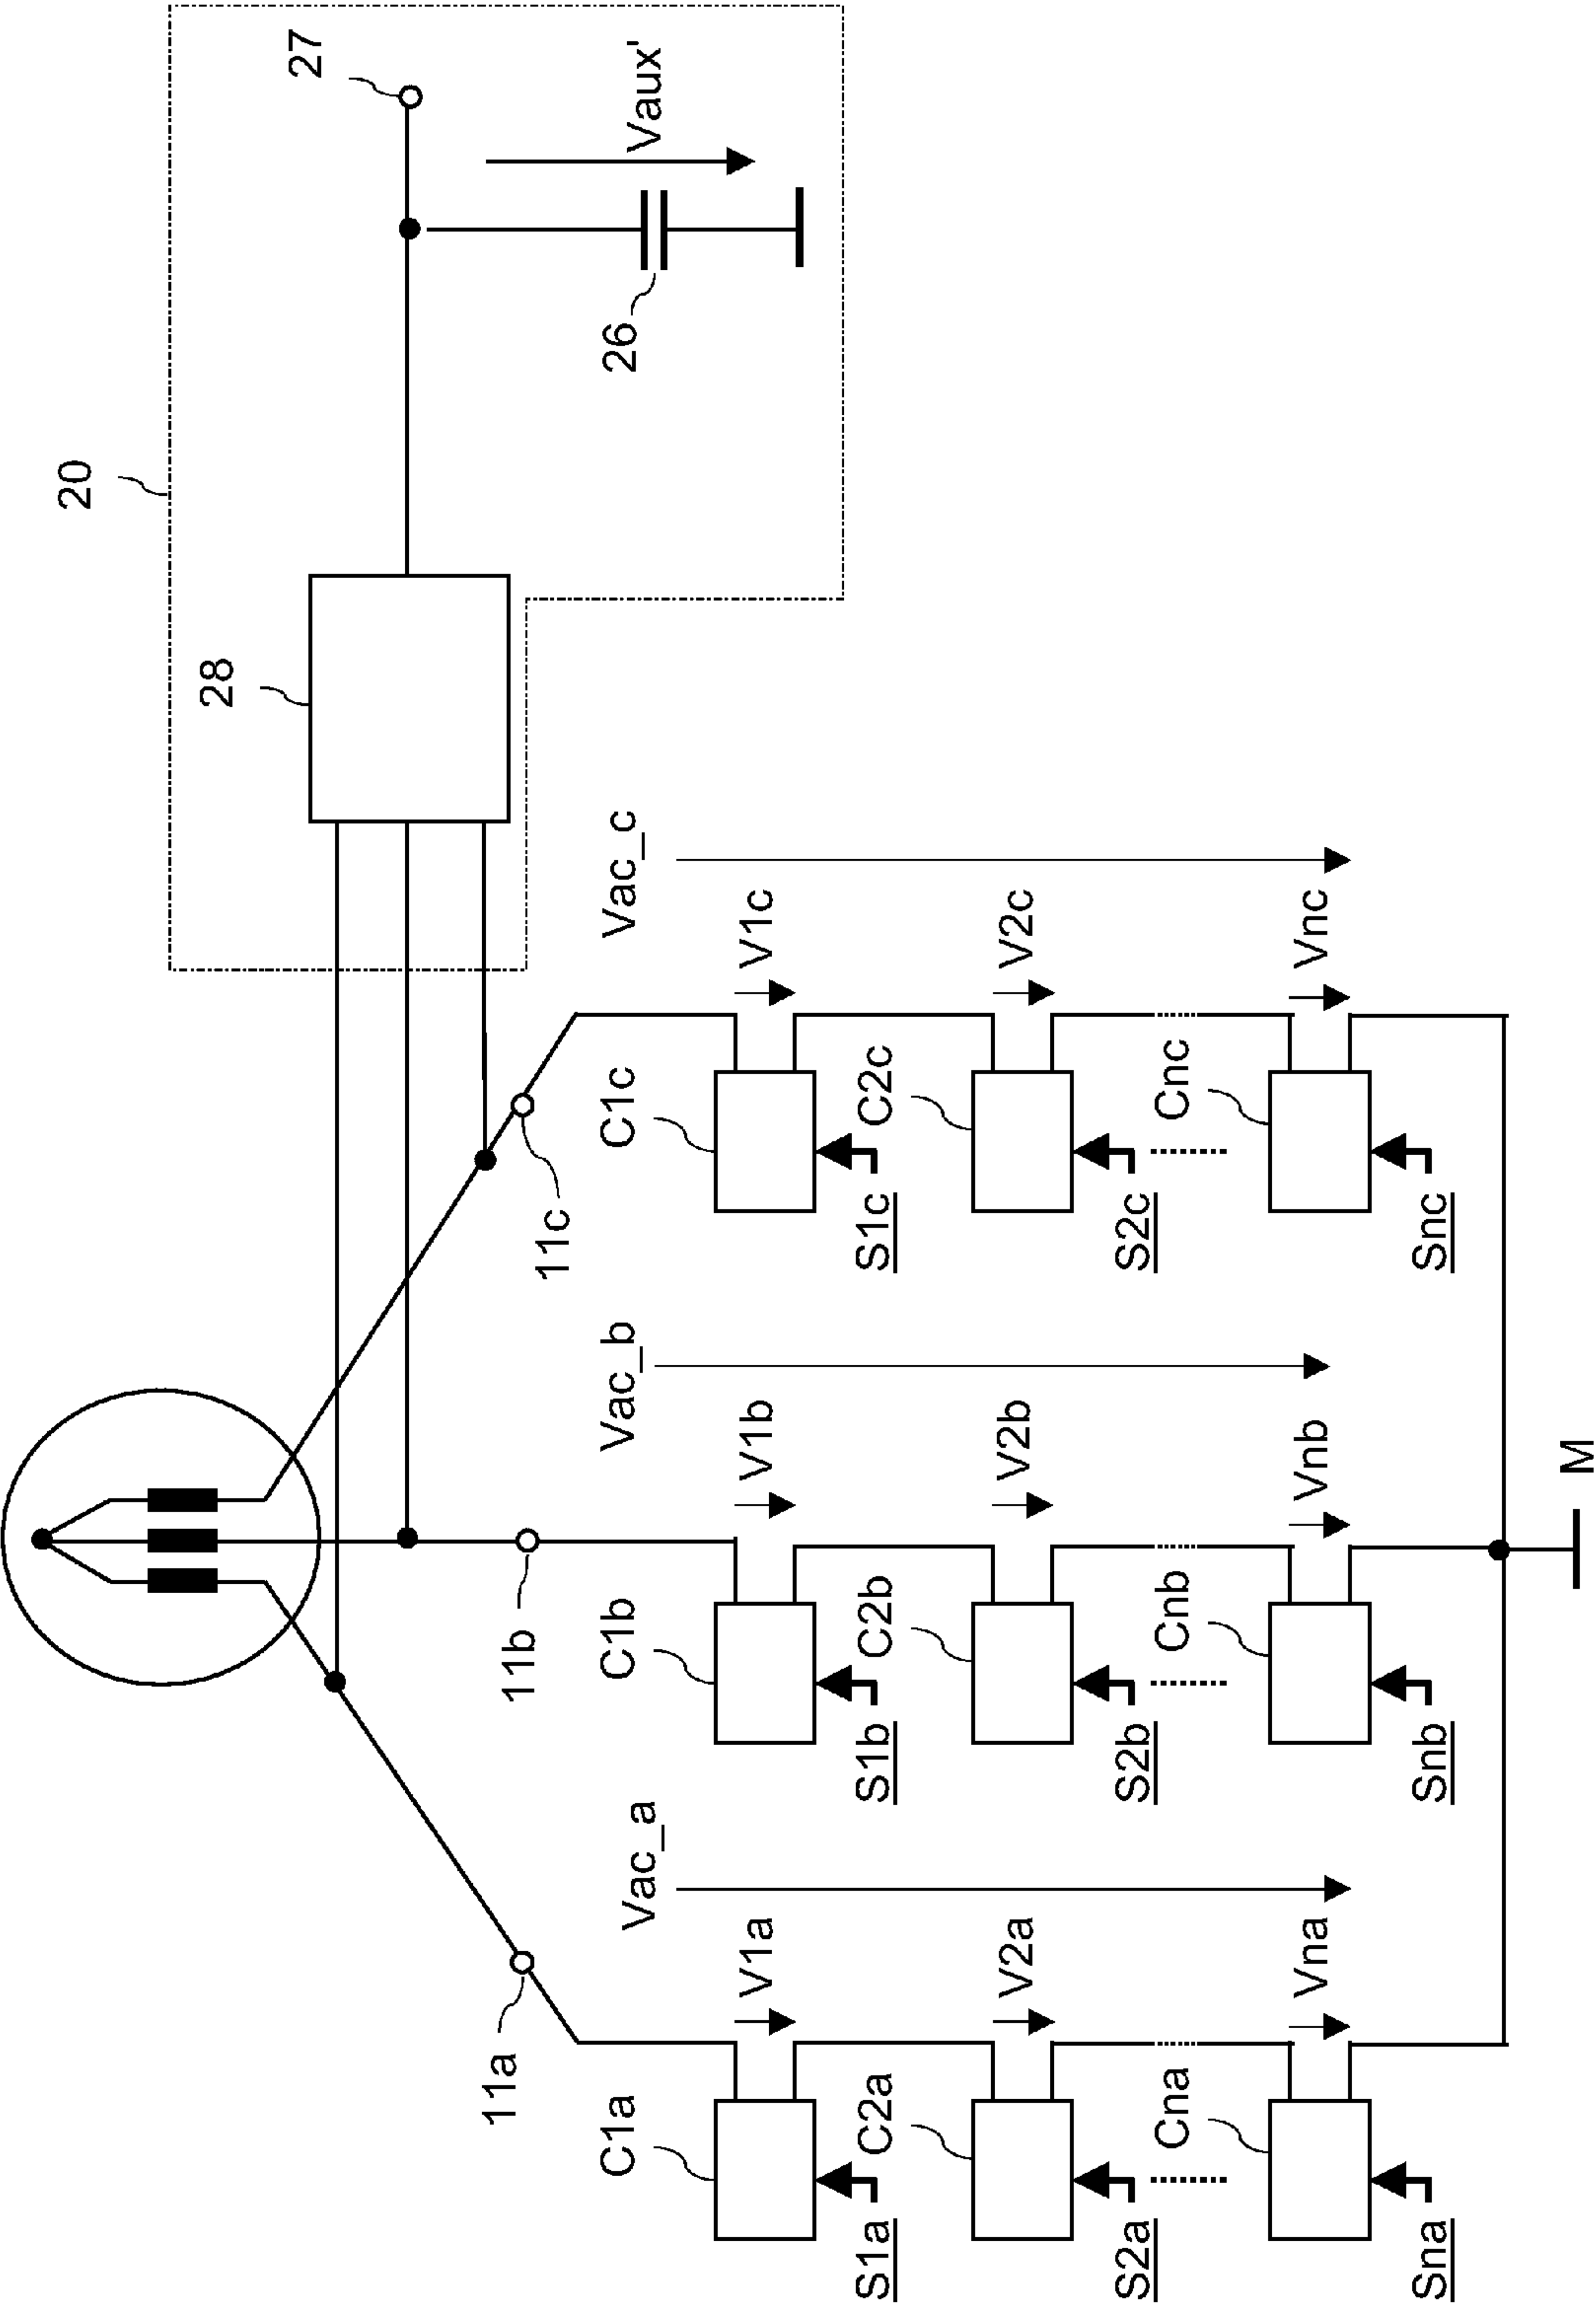 20
27
28
26
Vaux'
11a
11b
11c
Vac_a
Vac_b
Vac_c
C1a
V1a
C1b
V1b
C1c
V1c
S1a
S1b
S1c
C2a
V2a
C2b
V2b
C2c
V2c
S2a
S2b
S2c
Cna
Vna
Cnb
Vnb
Cnc
Vnc
Sna
Snb
Snc
M